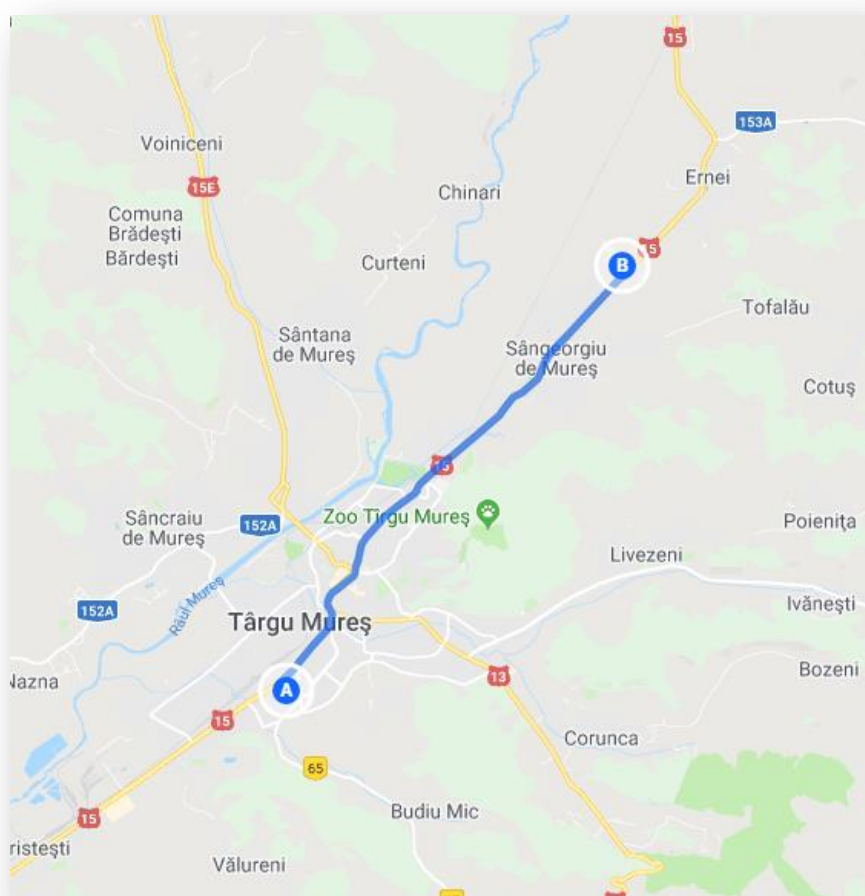 15
153A
Voiniceni
Ernei
15E
Chinari
Comuna
Brădești
Bărdești
15
Curteni
B
Tofalău
Sântana
de Mureș
Sângeorgiu
de Mureș
Cotuș
15
Zoo Tîrgu Mureș
Sâncraiu
de Mureș
152A
Poienița
Livezeni
Râul Mureș
152A
Ivănești
Târgu Mureș
Nazna
A
13
Bozeni
15
Corunca
65
Budiu Mic
15
Vălureni